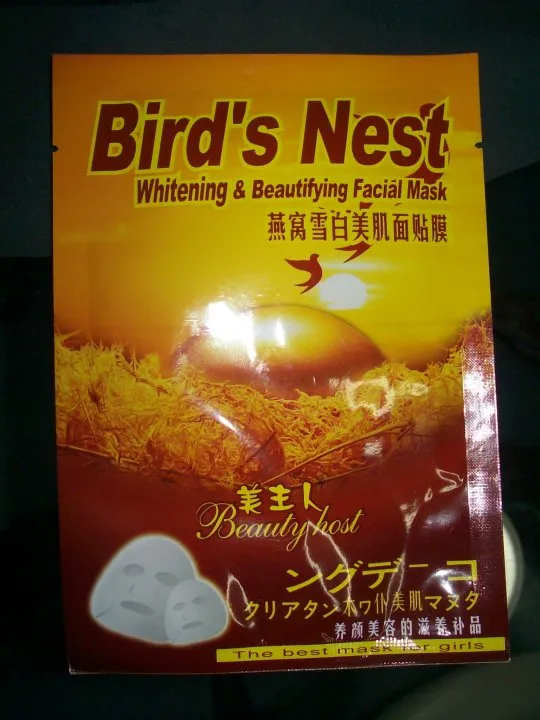 Bird's Nest
Whitening & Beautifying Facial Mask
燕窝雪白美肌面贴膜
美主人
Beautyhost
ングデーコ
クリアタンホワ仆美肌マヌタ
养颜美容的滋养补品
The best mask for girls